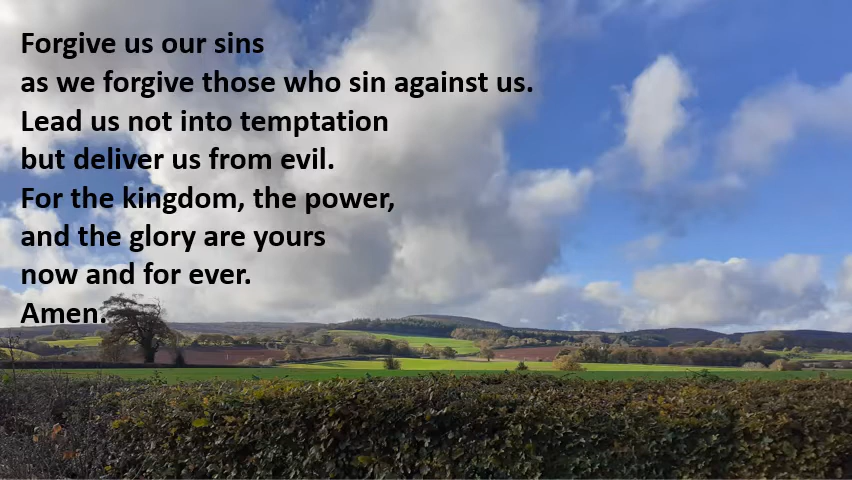 Forgive us our sins
as we forgive those who sin against us.
Lead us not into temptation
but deliver us from evil.
For the kingdom, the power,
and the glory are yours
now and for ever.
Amen.